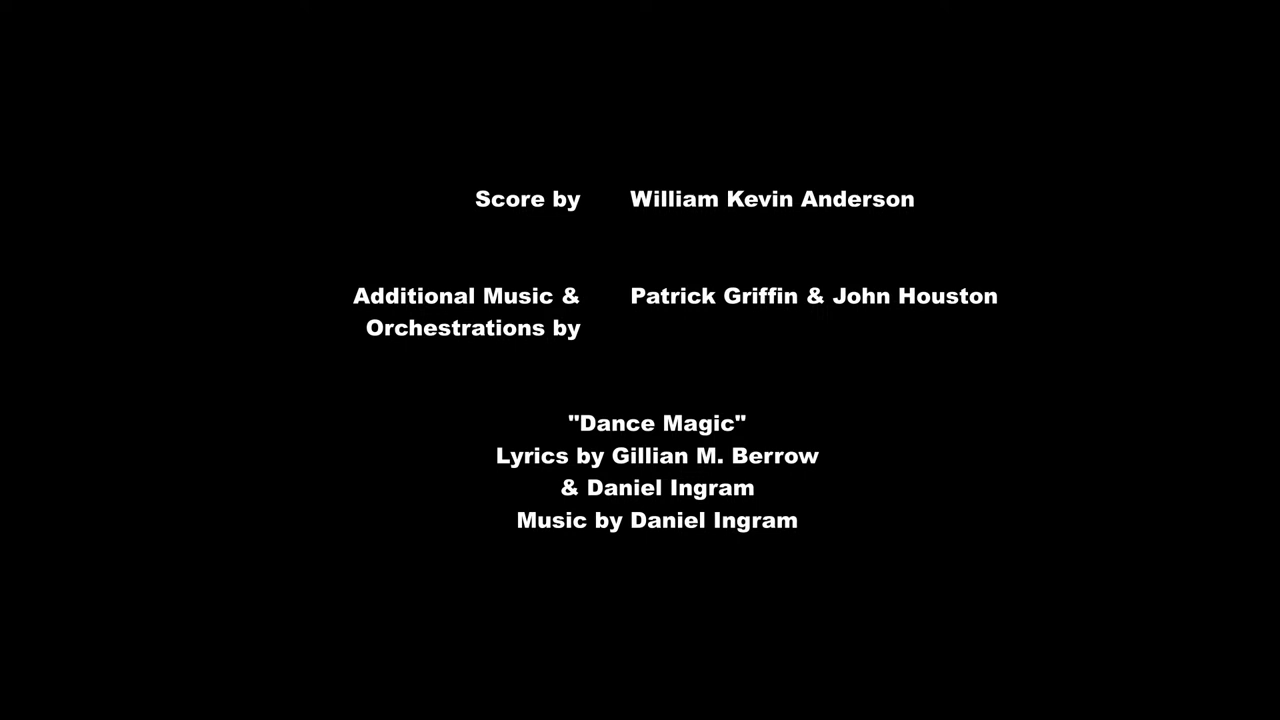 Score by William Kevin Anderson
Additional Music & Patrick Griffin & John Houston
Orchestrations by
"Dance Magic"
Lyrics by Gillian M. Berrow
& Daniel Ingram
Music by Daniel Ingram